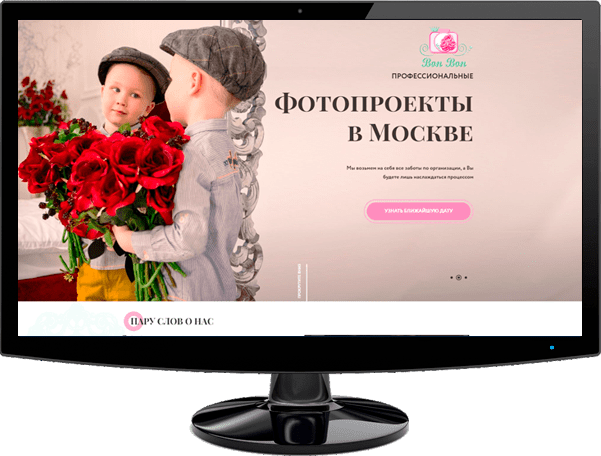 Bon Bon
ПРОФЕССИОНАЛЬНЫЕ
Фотопроекты
в Москве
Мы возьмем на себя все заботы по организации, а Вы
будете лишь наслаждаться процессом
УЗНАТЬ БЛИЖАЙШУЮ ДАТУ
ПАРУ СЛОВ О НАС